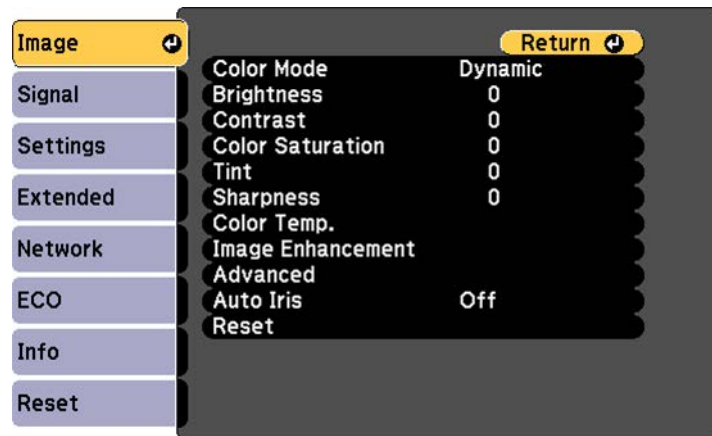 Image
Signal
Settings
Extended
Network
ECO
Info
Reset
Return
Color Mode Dynamic
Brightness 0
Contrast 0
Color Saturation 0
Tint 0
Sharpness 0
Color Temp.
Image Enhancement
Advanced
Auto Iris Off
Reset